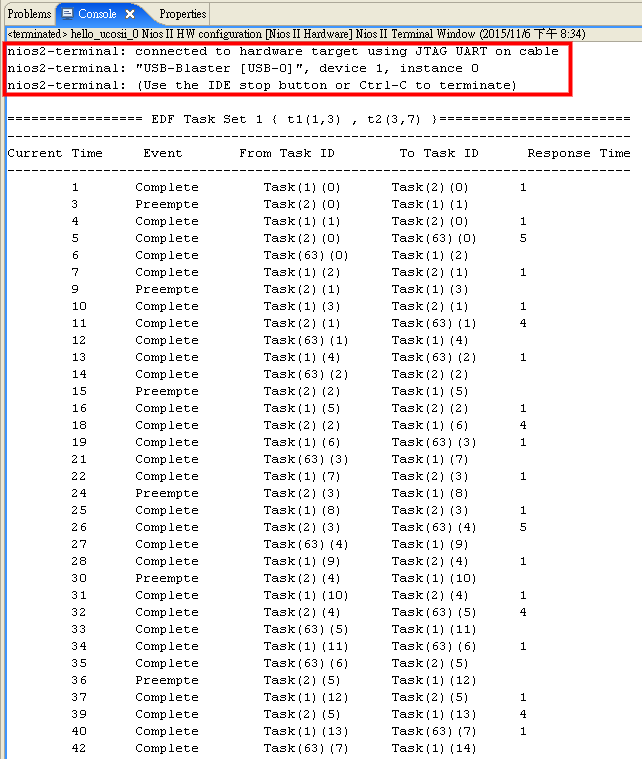 Problems Console Properties
<terminated> hello_ucosii_0 Nios II HW configuration [Nios II Hardware] Nios II Terminal Window (2015/11/6 下午 8:34)
nios2-terminal: connected to hardware target using JTAG UART on cable
nios2-terminal: "USB-Blaster [USB-0]", device 1, instance 0
nios2-terminal: (Use the IDE stop button or Ctrl-C to terminate)
================= EDF Task Set 1 { t1(1,3) , t2(3,7) }========================
------------------------------------------------------------------------------
Current Time Event From Task ID To Task ID Response Time
------------------------------------------------------------------------------
1 Complete Task(1)(0) Task(2)(0) 1
3 Preempte Task(2)(0) Task(1)(1)
4 Complete Task(1)(1) Task(2)(0) 1
5 Complete Task(2)(0) Task(63)(0) 5
6 Complete Task(63)(0) Task(1)(2)
7 Complete Task(1)(2) Task(2)(1) 1
9 Preempte Task(2)(1) Task(1)(3)
10 Complete Task(1)(3) Task(2)(1) 1
11 Complete Task(2)(1) Task(63)(1) 4
12 Complete Task(63)(1) Task(1)(4)
13 Complete Task(1)(4) Task(63)(2) 1
14 Complete Task(63)(2) Task(2)(2)
15 Preempte Task(2)(2) Task(1)(5)
16 Complete Task(1)(5) Task(2)(2) 1
18 Complete Task(2)(2) Task(1)(6) 4
19 Complete Task(1)(6) Task(63)(3) 1
21 Complete Task(63)(3) Task(1)(7)
22 Complete Task(1)(7) Task(2)(3) 1
24 Preempte Task(2)(3) Task(1)(8)
25 Complete Task(1)(8) Task(2)(3) 1
26 Complete Task(2)(3) Task(63)(4) 5
27 Complete Task(63)(4) Task(1)(9)
28 Complete Task(1)(9) Task(2)(4) 1
30 Preempte Task(2)(4) Task(1)(10)
31 Complete Task(1)(10) Task(2)(4) 1
32 Complete Task(2)(4) Task(63)(5) 4
33 Complete Task(63)(5) Task(1)(11)
34 Complete Task(1)(11) Task(63)(6) 1
35 Complete Task(63)(6) Task(2)(5)
36 Preempte Task(2)(5) Task(1)(12)
37 Complete Task(1)(12) Task(2)(5) 1
39 Complete Task(2)(5) Task(1)(13) 4
40 Complete Task(1)(13) Task(63)(7) 1
42 Complete Task(63)(7) Task(1)(14)